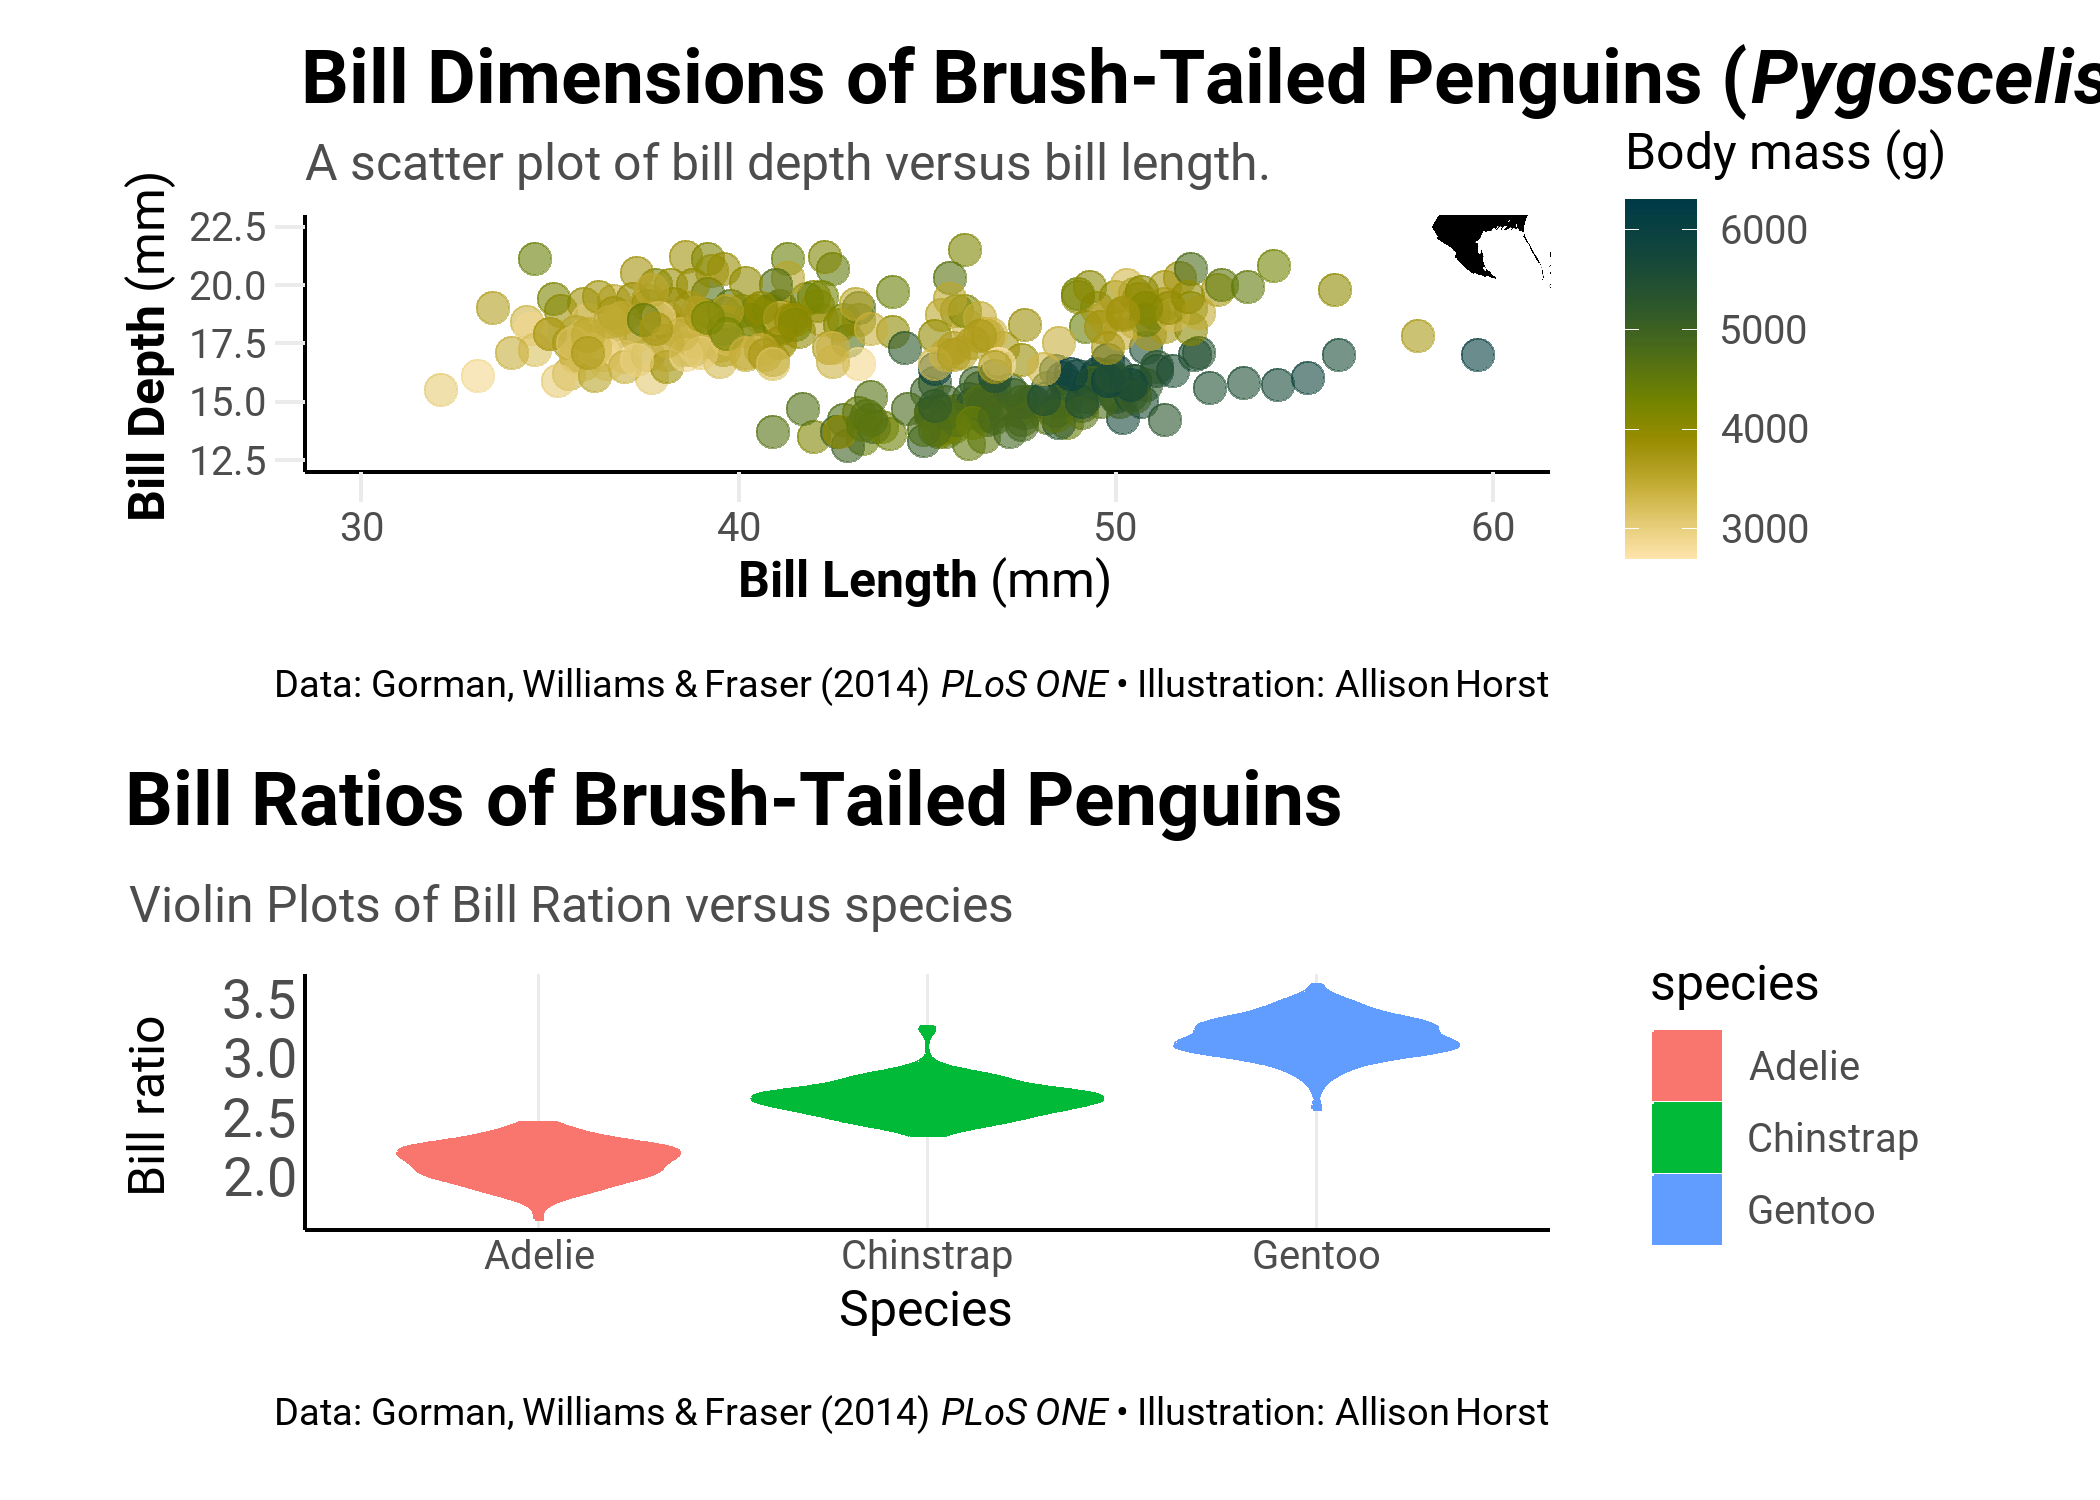 Bill Dimensions of Brush-Tailed Penguins (Pygoscelis
A scatter plot of bill depth versus bill length.
Body mass (g)
Bill Depth (mm)
22.5
20.0
17.5
15.0
12.5
30 40 50 60
Bill Length (mm)
6000
5000
4000
3000
Data: Gorman, Williams & Fraser (2014) PLoS ONE • Illustration: Allison Horst
Bill Ratios of Brush-Tailed Penguins
Violin Plots of Bill Ration versus species
Bill ratio
3.5
3.0
2.5
2.0
Adelie Chinstrap Gentoo
Species
species
Adelie
Chinstrap
Gentoo
Data: Gorman, Williams & Fraser (2014) PLoS ONE • Illustration: Allison Horst